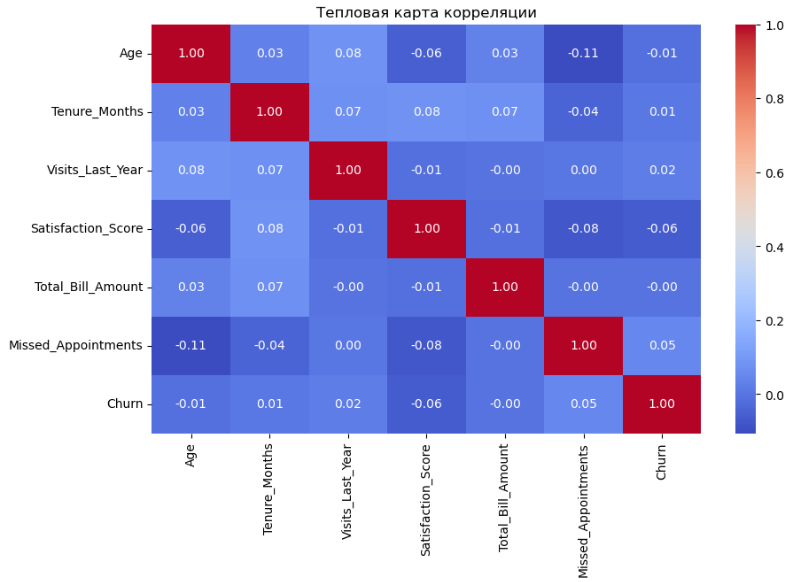 Тепловая карта корреляции
Age 1.00 0.03 0.08 -0.06 0.03 -0.11 -0.01
Tenure_Months 0.03 1.00 0.07 0.08 0.07 -0.04 0.01
Visits_Last_Year 0.08 0.07 1.00 -0.01 -0.00 0.00 0.02
Satisfaction_Score -0.06 0.08 -0.01 1.00 -0.01 -0.08 -0.06
Total_Bill_Amount 0.03 0.07 -0.00 -0.01 1.00 -0.00 -0.00
Missed_Appointments -0.11 -0.04 0.00 -0.08 -0.00 1.00 0.05
Churn -0.01 0.01 0.02 -0.06 -0.00 0.05 1.00
Age
Tenure_Months
Visits_Last_Year
Satisfaction_Score
Total_Bill_Amount
Missed_Appointments
Churn
1.0
0.8
0.6
0.4
0.2
0.0